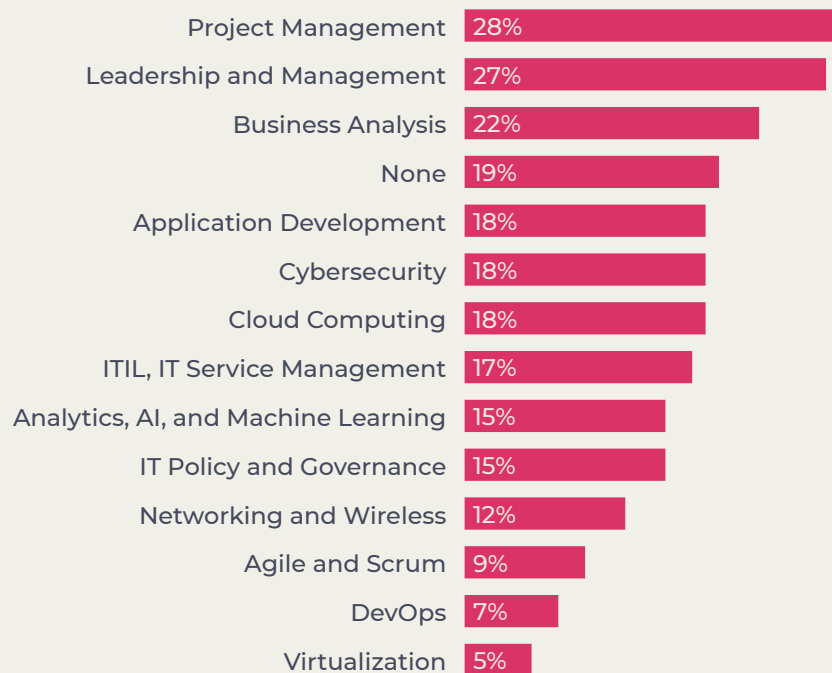 Project Management 28%
Leadership and Management 27%
Business Analysis 22%
None 19%
Application Development 18%
Cybersecurity 18%
Cloud Computing 18%
ITIL, IT Service Management 17%
Analytics, AI, and Machine Learning 15%
IT Policy and Governance 15%
Networking and Wireless 12%
Agile and Scrum 9%
DevOps 7%
Virtualization 5%